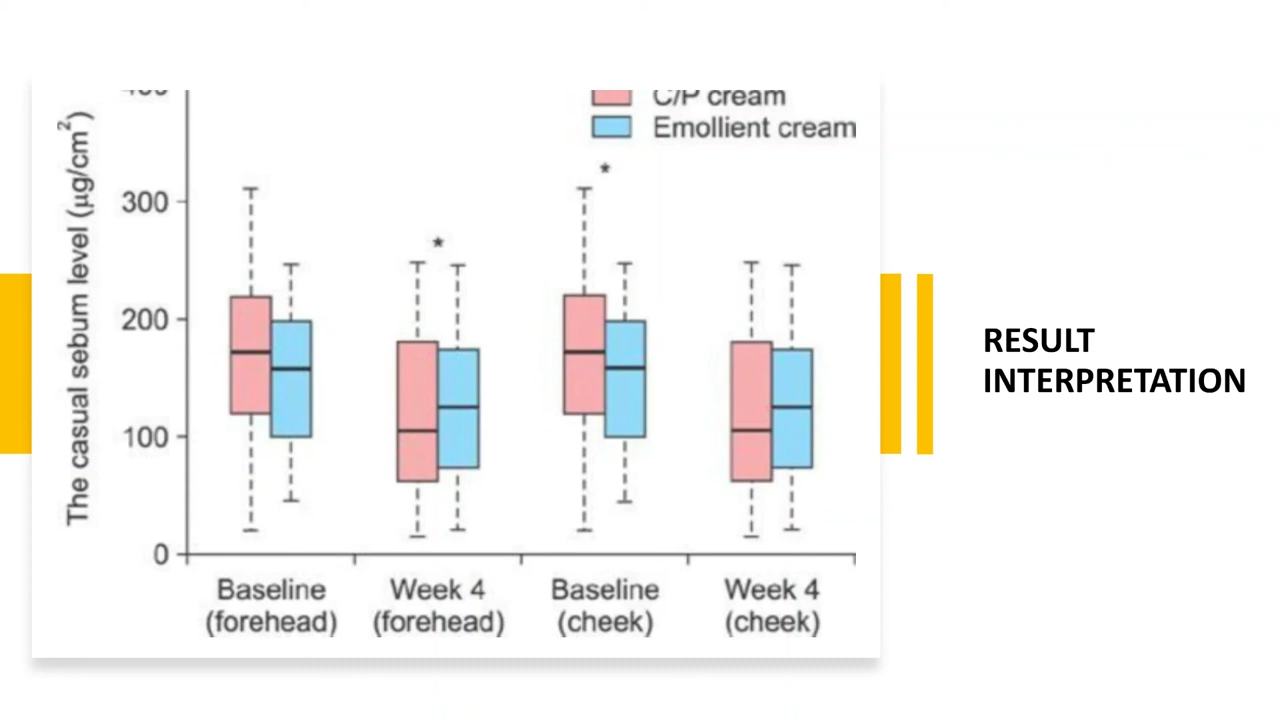 400
C/P cream
Emollient cream
*
*
The casual sebum level (µg/cm²)
300
200
100
0
Baseline
(forehead)
Week 4
(forehead)
Baseline
(cheek)
Week 4
(cheek)
RESULT
INTERPRETATION